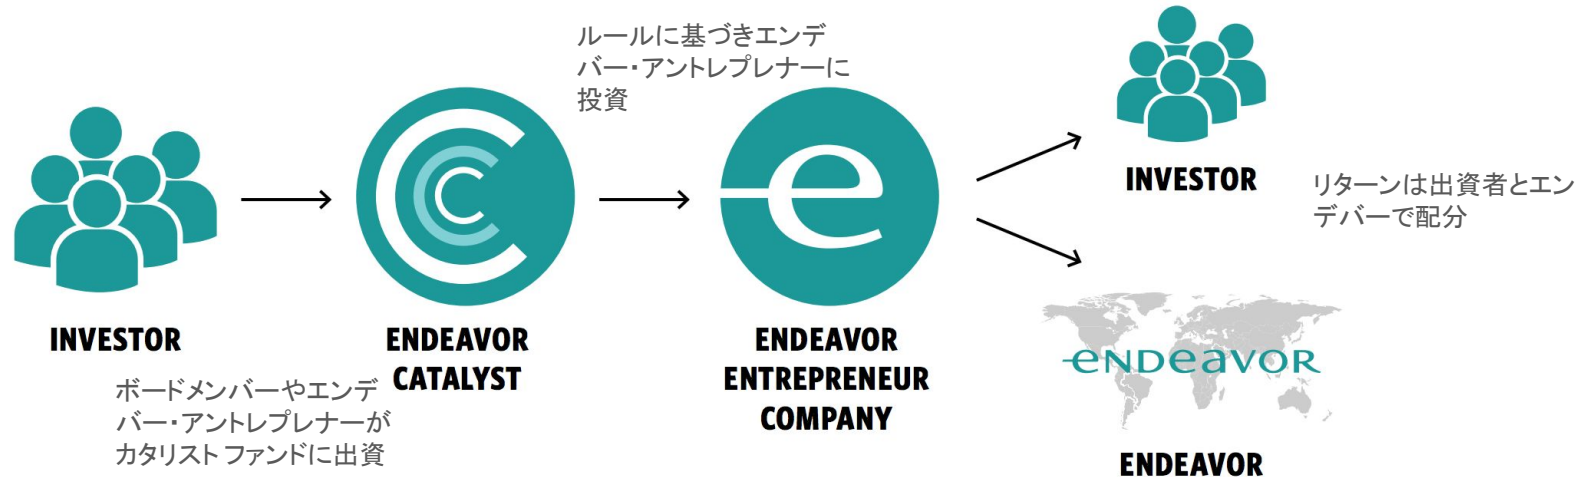 ルールに基づきエンデ
バー・アントレプレナーに
投資
INVESTOR
リターンは出資者とエン
デバーで配分
INVESTOR
ボードメンバーやエンデ
バー・アントレプレナーが
カタリスト ファンドに出資
ENDEAVOR
CATALYST
e
ENDEAVOR
ENTREPRENEUR
COMPANY
eNDeavor
ENDEAVOR